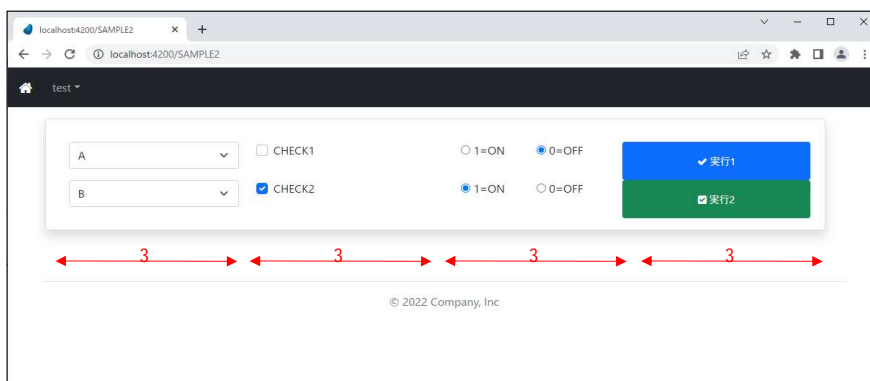 localhost:4200/SAMPLE2
localhost:4200/SAMPLE2
test
A
CHECK1
1=ON
0=OFF
実行1
B
CHECK2
1=ON
0=OFF
実行2
3
3
3
3
© 2022 Company, Inc